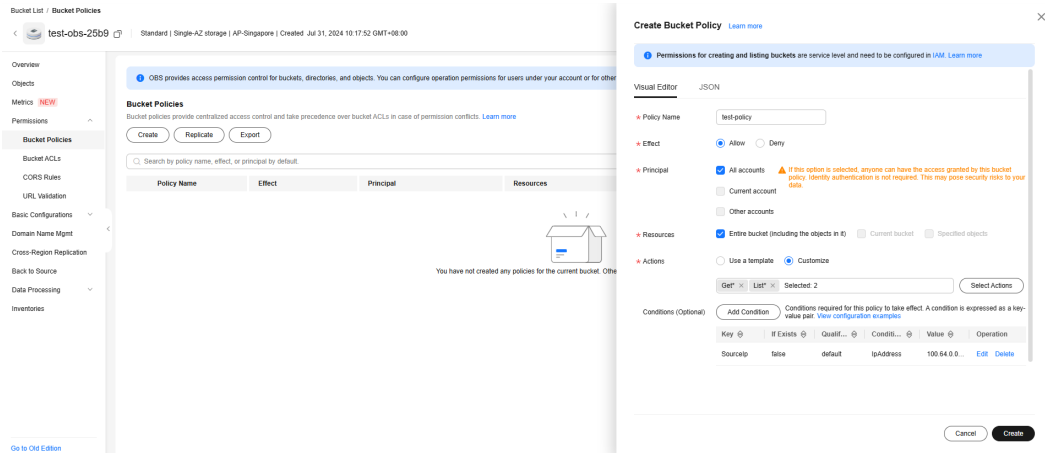 Bucket List / Bucket Policies
test-obs-25b9
Standard | Single-AZ storage | AP-Singapore | Created Jul 31, 2024 10:17:52 GMT+08:00
Overview
Objects
Metrics NEW
Permissions
Bucket Policies
Bucket ACLs
CORS Rules
URL Validation
Basic Configurations
Domain Name Mgmt
Cross-Region Replication
Back to Source
Data Processing
Inventories
Go to Old Edition
OBS provides access permission control for buckets, directories, and objects. You can configure operation permissions for users under your account or for other
Bucket Policies
Bucket policies provide centralized access control and take precedence over bucket ACLs in case of permission conflicts. Learn more
Create Replicate Export
Search by policy name, effect, or principal by default.
Policy Name Effect Principal Resources
You have not created any policies for the current bucket. Othe
Create Bucket Policy Learn more
Permissions for creating and listing buckets are service level and need to be configured in IAM. Learn more
Visual Editor JSON
* Policy Name test-policy
* Effect Allow Deny
* Principal All accounts If this option is selected, anyone can have the access granted by this bucket
policy. Identity authentication is not required. This may pose security risks to your
data.
Current account
Other accounts
* Resources Entire bucket (including the objects in it) Current bucket Specified objects
* Actions Use a template Customize
Get* × List* × Selected: 2 Select Actions
Conditions (Optional) Add Condition Conditions required for this policy to take effect. A condition is expressed as a key-
value pair. View configuration examples
Key If Exists Qualif... Conditi... Value Operation
SourceIp false default IpAddress 100.64.0.0... Edit Delete
Cancel Create